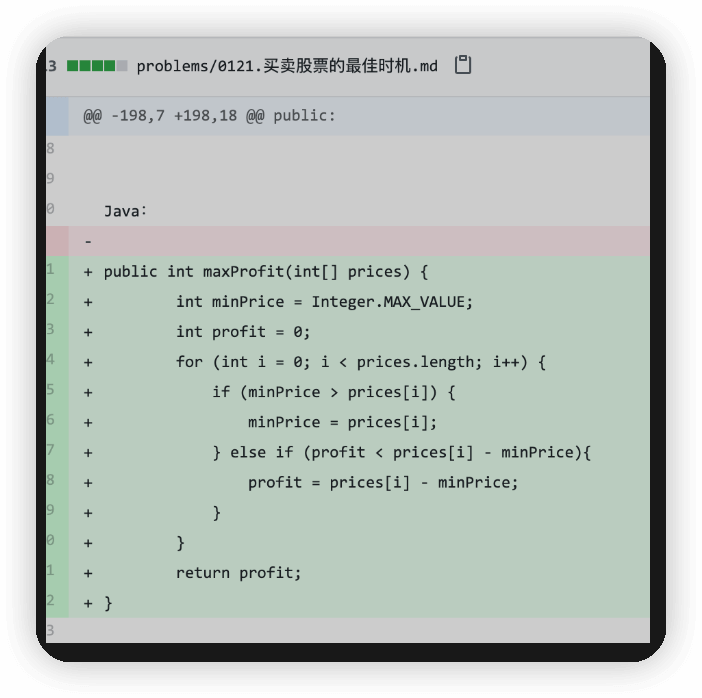 3 problems/0121.买卖股票的最佳时机.md
@@ -198,7 +198,18 @@ public:
8
9
0 Java:
-
1 + public int maxProfit(int[] prices) {
2 + int minPrice = Integer.MAX_VALUE;
3 + int profit = 0;
4 + for (int i = 0; i < prices.length; i++) {
5 + if (minPrice > prices[i]) {
6 + minPrice = prices[i];
7 + } else if (profit < prices[i] - minPrice){
8 + profit = prices[i] - minPrice;
9 + }
0 + }
1 + return profit;
2 + }
3